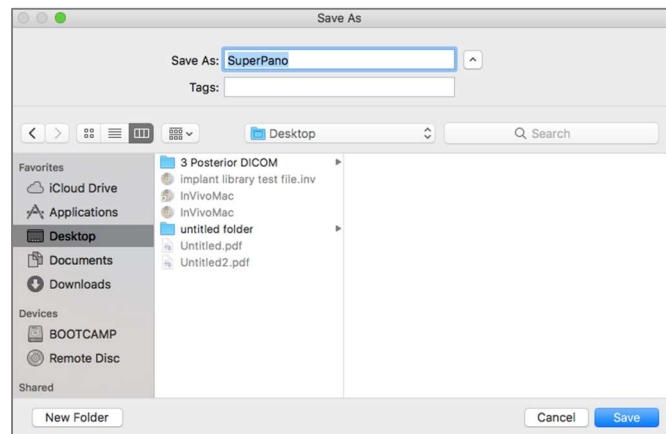 Save As
Save As: SuperPano
Tags:
Desktop
Search
Favorites
iCloud Drive
Applications
Desktop
Documents
Downloads
Devices
BOOTCAMP
Remote Disc
Shared
3 Posterior DICOM
implant library test file.inv
InVivoMac
InVivoMac
untitled folder
Untitled.pdf
Untitled2.pdf
New Folder
Cancel
Save